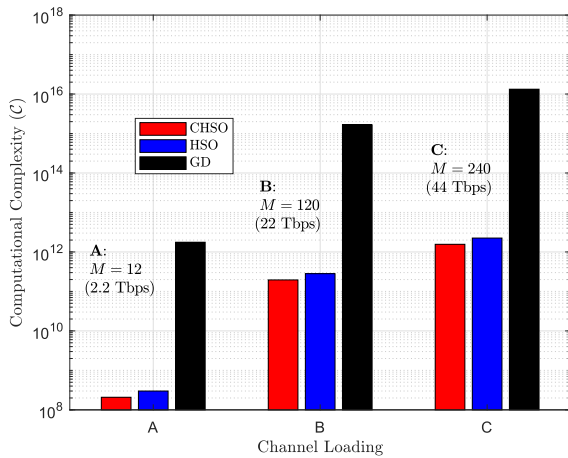 10^18
10^16
10^14
10^12
10^10
10^8
Computational Complexity (𝒞)
CHSO
HSO
GD
A:
M = 12
(2.2 Tbps)
B:
M = 120
(22 Tbps)
C:
M = 240
(44 Tbps)
A B C
Channel Loading